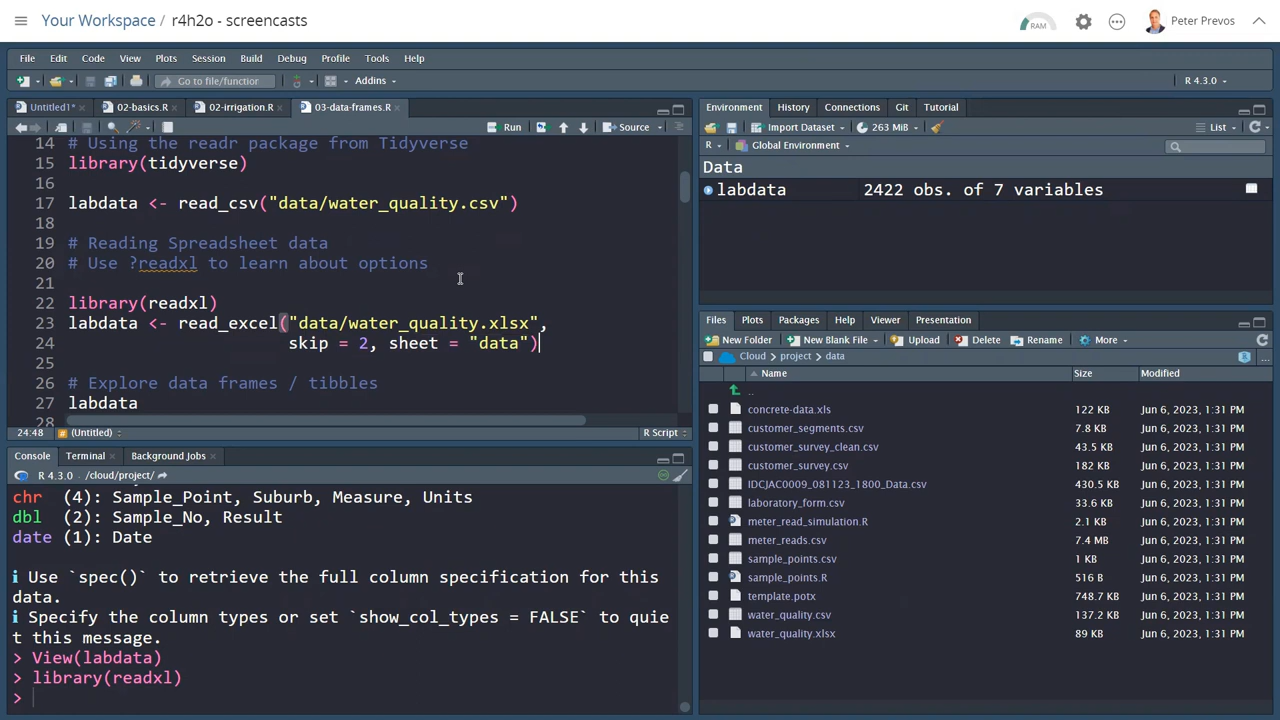 Your Workspace / r4h2o - screencasts
RAM
Peter Prevos
File Edit Code View Plots Session Build Debug Profile Tools Help
Go to file/functior
Addins
R 4.3.0
Untitled1*
02-basics.R
02-irrigation.R
03-data-frames.R
Run
Source
14 # Using the readr package from Tidyverse
15 library(tidyverse)
16
17 labdata <- read_csv("data/water_quality.csv")
18
19 # Reading Spreadsheet data
20 # Use ?readxl to learn about options
21
22 library(readxl)
23 labdata <- read_excel("data/water_quality.xlsx",
24 skip = 2, sheet = "data")
25
26 # Explore data frames / tibbles
27 labdata
28
24:48 (Untitled) R Script
Console Terminal Background Jobs
R 4.3.0 · /cloud/project/
chr (4): Sample_Point, Suburb, Measure, Units
dbl (2): Sample_No, Result
date (1): Date
ℹ Use `spec()` to retrieve the full column specification for this
data.
ℹ Specify the column types or set `show_col_types = FALSE` to quie
t this message.
> View(labdata)
> library(readxl)
>
Environment History Connections Git Tutorial
Import Dataset 263 MiB List
R Global Environment
Data
labdata 2422 obs. of 7 variables
Files Plots Packages Help Viewer Presentation
New Folder New Blank File Upload Delete Rename More
Cloud project data ...
Name Size Modified
..
concrete-data.xls 122 KB Jun 6, 2023, 1:31 PM
customer_segments.csv 7.8 KB Jun 6, 2023, 1:31 PM
customer_survey_clean.csv 43.5 KB Jun 6, 2023, 1:31 PM
customer_survey.csv 182 KB Jun 6, 2023, 1:31 PM
IDCJAC0009_081123_1800_Data.csv 430.5 KB Jun 6, 2023, 1:31 PM
laboratory_form.csv 33.6 KB Jun 6, 2023, 1:31 PM
meter_read_simulation.R 2.1 KB Jun 6, 2023, 1:31 PM
meter_reads.csv 7.4 MB Jun 6, 2023, 1:31 PM
sample_points.csv 1 KB Jun 6, 2023, 1:31 PM
sample_points.R 516 B Jun 6, 2023, 1:31 PM
template.potx 748.7 KB Jun 6, 2023, 1:31 PM
water_quality.csv 137.2 KB Jun 6, 2023, 1:31 PM
water_quality.xlsx 89 KB Jun 6, 2023, 1:31 PM